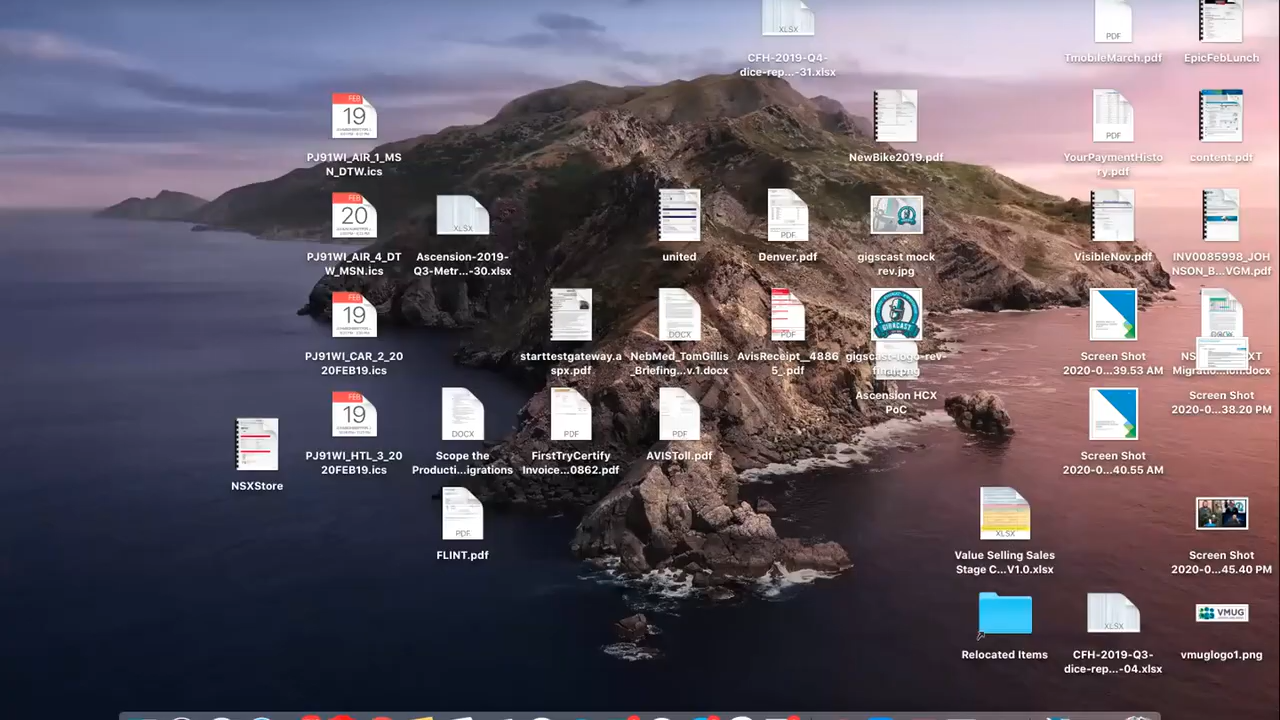 XLSX
CFH-2019-Q4-
dice-rep...-31.xlsx
PDF
TmobileMarch.pdf
EpicFebLunch
FEB
19
PJ91WI_AIR_1_MS
N_DTW.ics
NewBike2019.pdf
PDF
YourPaymentHisto
ry.pdf
content.pdf
FEB
20
PJ91WI_AIR_4_DT
W_MSN.ics
XLSX
Ascension-2019-
Q3-Metr...-30.xlsx
united
PDF
Denver.pdf
gigscast mock
rev.jpg
VisibleNov.pdf
INV0085998_JOH
NSON_B...VGM.pdf
FEB
19
PJ91WI_CAR_2_20
20FEB19.ics
starttestgateway.a
spx.pdf
DOCX
NebMed_TomGillis
_Briefing...v.1.docx
PDF
AvisReceipt__4886
5_.pdf
GIGSCAST
gigscast-logo-rev-
final.png
Ascension HCX
PoC
Screen Shot
2020-0...39.53 AM
Screen Shot
2020-0...38.20 PM
NSXStore
FEB
19
PJ91WI_HTL_3_20
20FEB19.ics
DOCX
Scope the
Producti...igrations
PDF
FirstTryCertify
Invoice...0862.pdf
PDF
AVISToll.pdf
Screen Shot
2020-0...40.55 AM
PDF
FLINT.pdf
XLSX
Value Selling Sales
Stage C...V1.0.xlsx
Screen Shot
2020-0...45.40 PM
Relocated Items
XLSX
CFH-2019-Q3-
dice-rep...-04.xlsx
VMUG
vmuglogo1.png